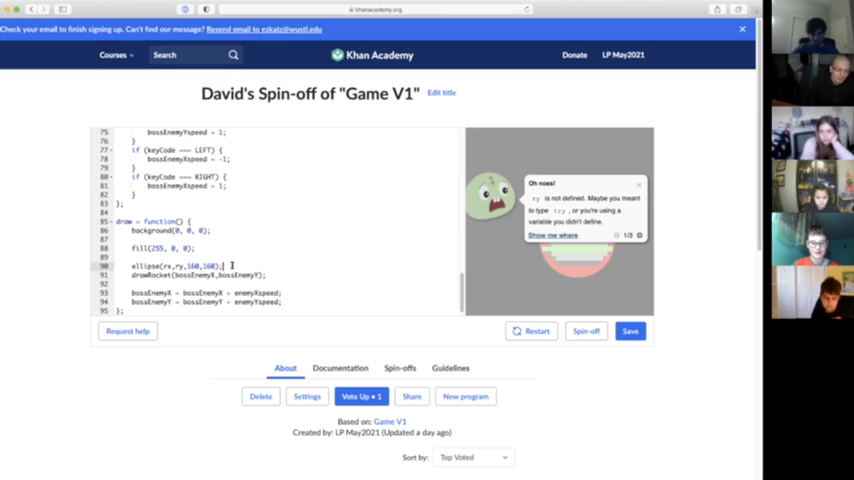 khanacademy.org
Check your email to finish signing up. Can't find our message? Resend email to ezkatz@wustl.edu
Courses
Search
Khan Academy
Donate
LP May2021
David's Spin-off of "Game V1"
Edit title
75 bossEnemyYspeed = 1;
76 }
77 if (keyCode === LEFT) {
78 bossEnemyXspeed = -1;
79 }
80 if (keyCode === RIGHT) {
81 bossEnemyXspeed = 1;
82 }
83 };
84
85 draw = function() {
86 background(0, 0, 0);
87
88 fill(255, 0, 0);
89
90 ellipse(rx,ry,160,160);
91 drawRocket(bossEnemyX,bossEnemyY);
92
93 bossEnemyX = bossEnemyX + enemyXspeed;
94 bossEnemyY = bossEnemyY + enemyYspeed;
95 };
Oh noes!
ry is not defined. Maybe you meant
to type try, or you're using a
variable you didn't define.
Show me where
1/3
Request help
Restart
Spin-off
Save
About
Documentation
Spin-offs
Guidelines
Delete
Settings
Vote Up • 1
Share
New program
Based on: Game V1
Created by: LP May2021 (Updated a day ago)
Sort by:
Top Voted